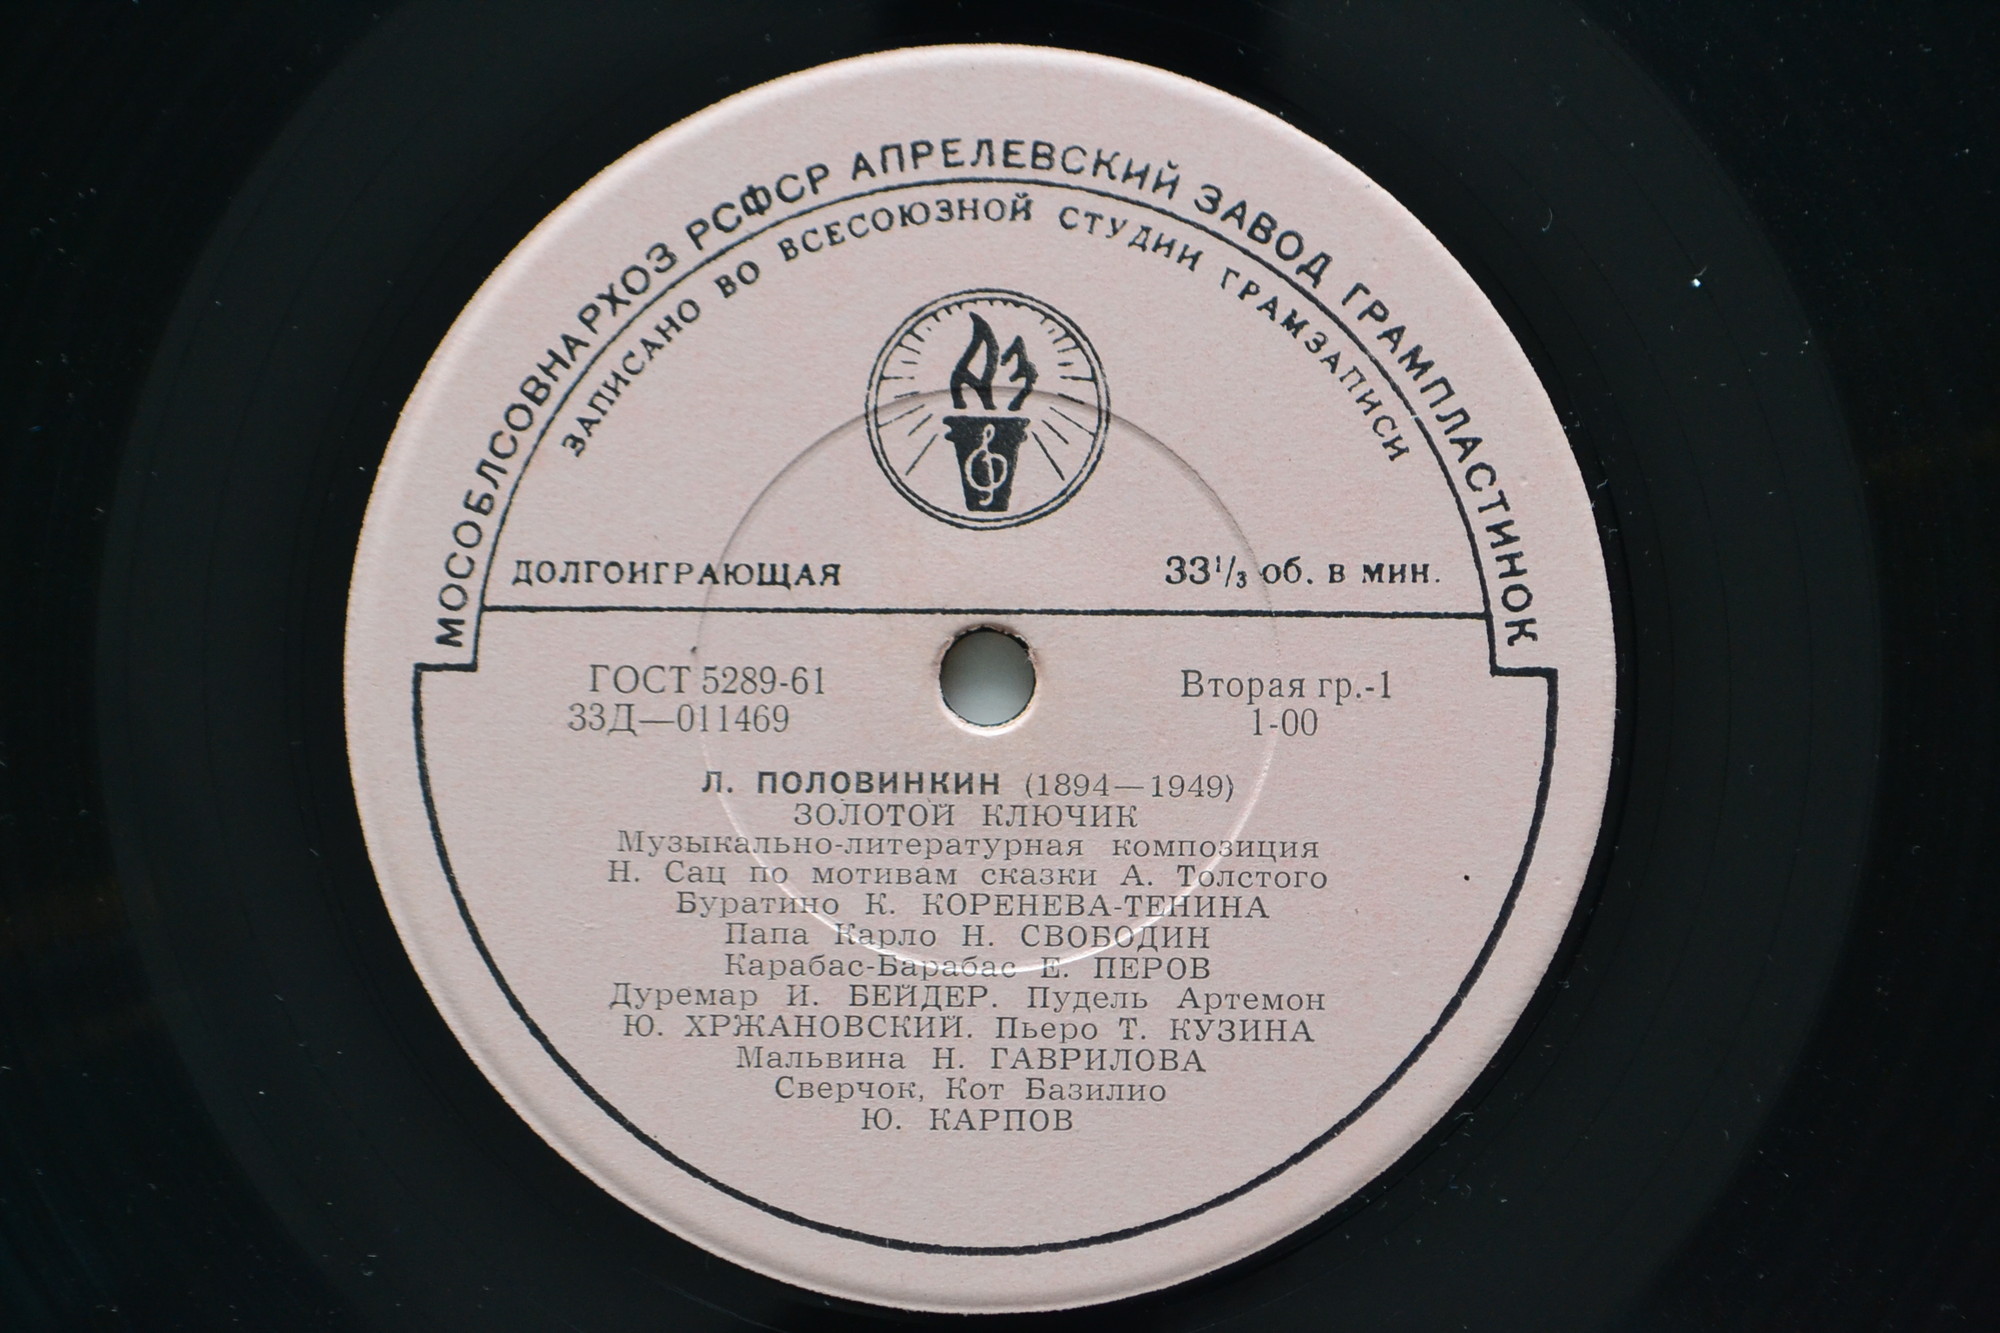 МОСОБЛСОВНАРХОЗ РСФСР АПРЕЛЕВСКИЙ ЗАВОД ГРАМПЛАСТИНОК
ЗАПИСАНО ВО ВСЕСОЮЗНОЙ СТУДИИ ГРАМЗАПИСИ
АЗ
ДОЛГОИГРАЮЩАЯ 33 1/3 об. в мин.
ГОСТ 5289-61 Вторая гр.-1
33Д—011469 1-00
Л. ПОЛОВИНКИН (1894—1949)
ЗОЛОТОЙ КЛЮЧИК
Музыкально-литературная композиция
Н. Сац по мотивам сказки А. Толстого
Буратино К. КОРЕНЕВА-ТЕНИНА
Папа Карло Н. СВОБОДИН
Карабас-Барабас Е. ПЕРОВ
Дуремар И. БЕЙДЕР. Пудель Артемон
Ю. ХРЖАНОВСКИЙ. Пьеро Т. КУЗИНА
Мальвина Н. ГАВРИЛОВА
Сверчок, Кот Базилио
Ю. КАРПОВ